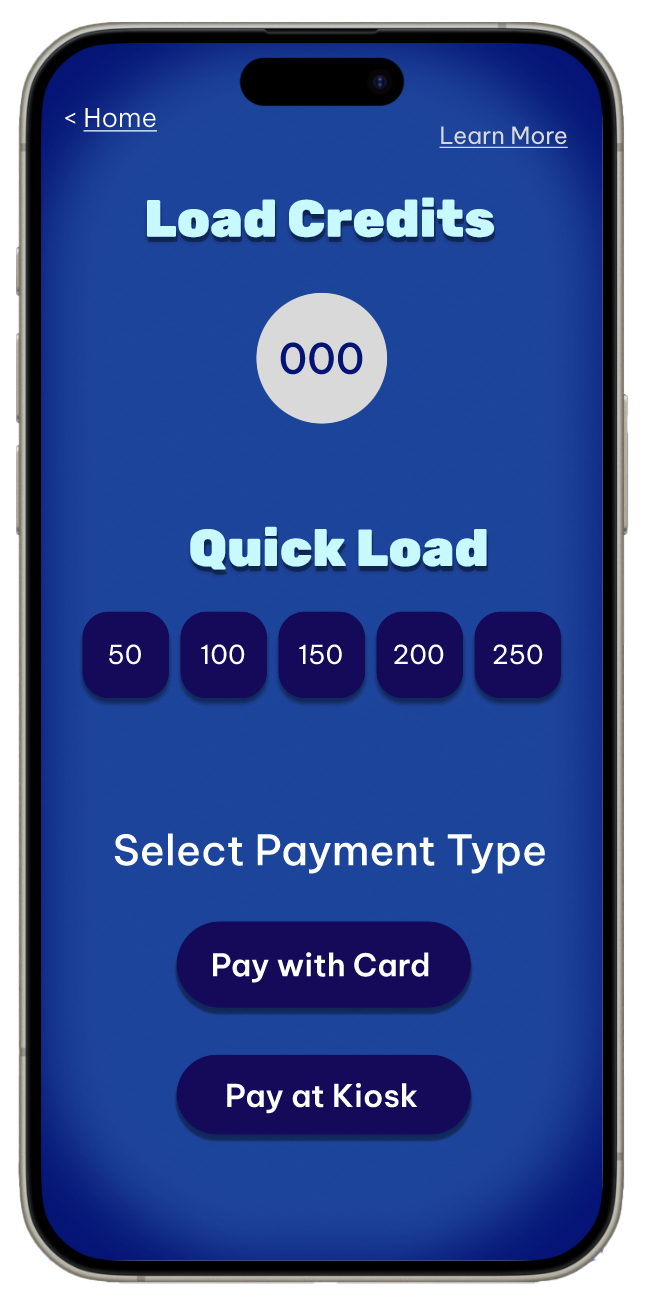 < Home
Learn More
Load Credits
000
Quick Load
50 100 150 200 250
Select Payment Type
Pay with Card
Pay at Kiosk